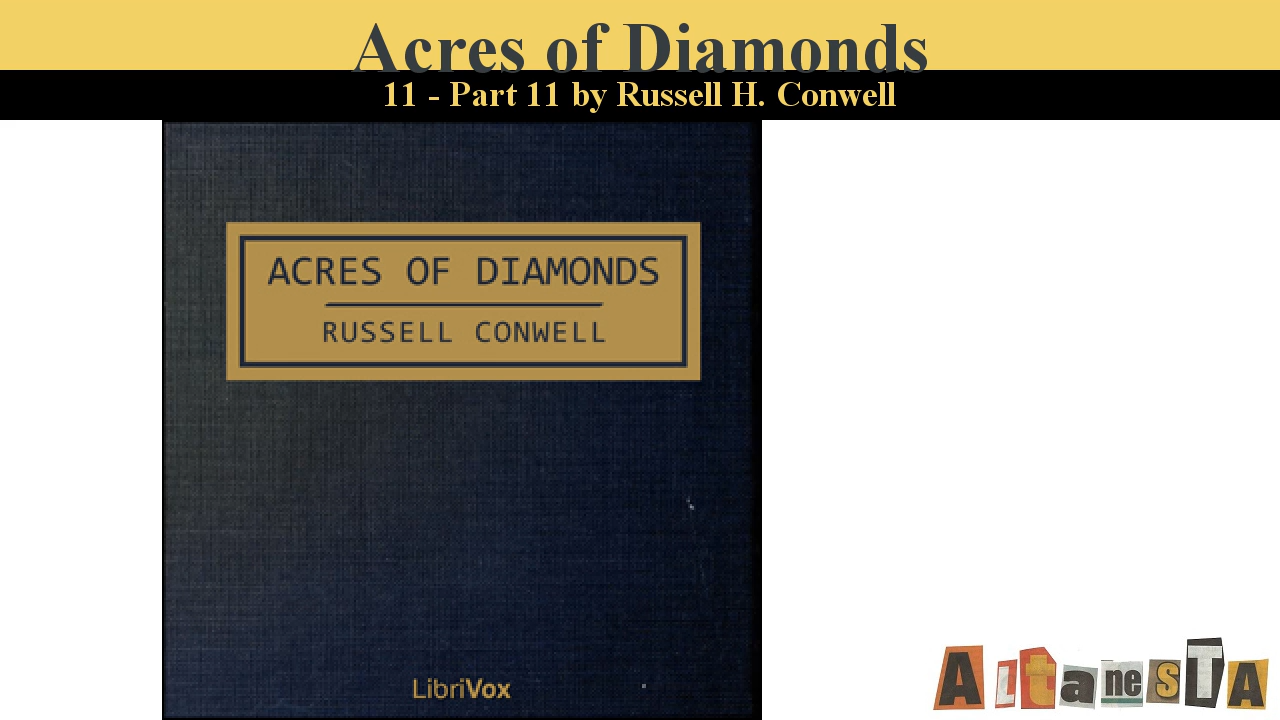 Acres of Diamonds
11 - Part 11 by Russell H. Conwell
ACRES OF DIAMONDS
RUSSELL CONWELL
LibriVox
AltanesTA